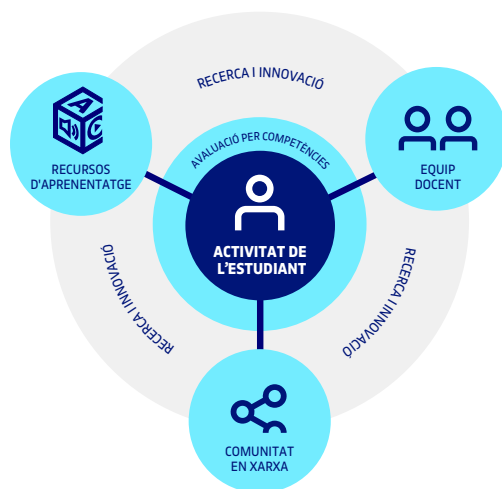 RECERCA I INNOVACIÓ
RECURSOS
D'APRENENTATGE
EQUIP
DOCENT
AVALUACIÓ PER COMPETÈNCIES
ACTIVITAT DE
L'ESTUDIANT
RECERCA I INNOVACIÓ
RECERCA I INNOVACIÓ
COMUNITAT
EN XARXA